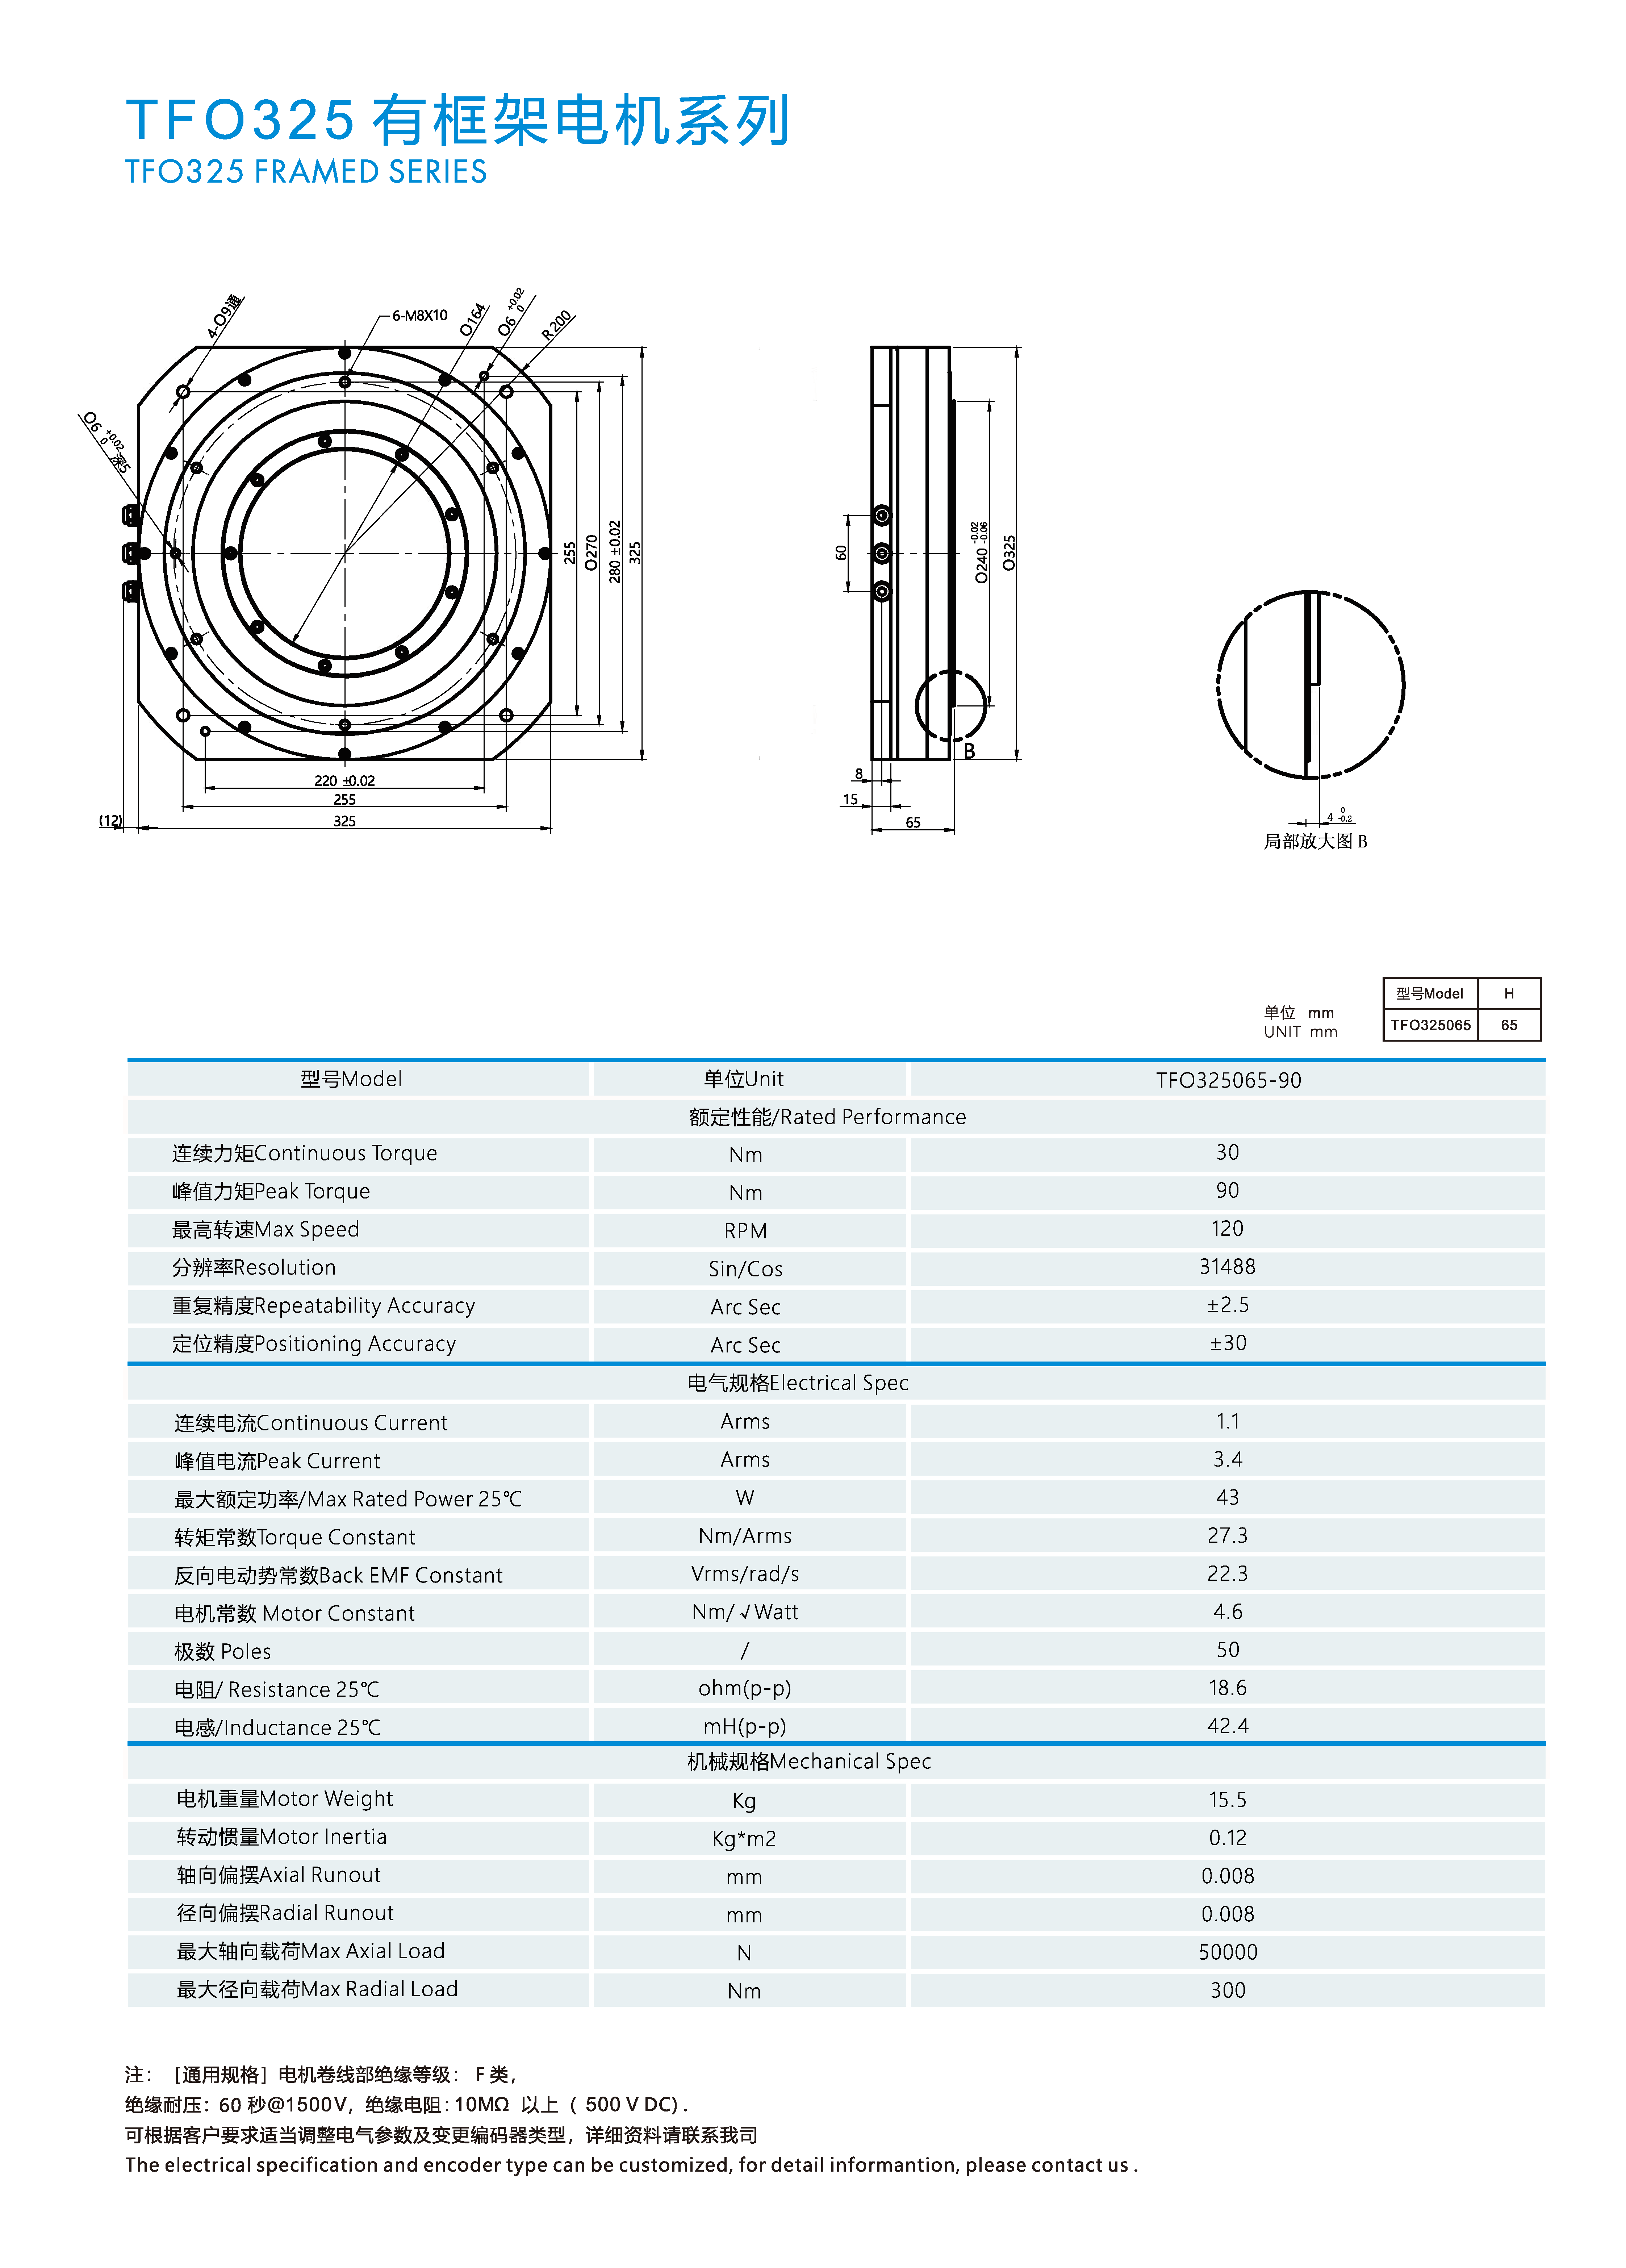 TFO325 有框架电机系列
TFO325 FRAMED SERIES
4-O9通
6-M8X10
O164
O6 +0.02 0
R200
O6 +0.02 0 深5
255
O270
280 ±0.02
325
220 ±0.02
255
(12)
325
60
O240 -0.02 -0.06
O325
B
8
15
65
4 0 -0.2
局部放大图 B
单位 mm
UNIT mm
型号Model H
TFO325065 65
型号Model 单位Unit TFO325065-90
额定性能/Rated Performance
连续力矩Continuous Torque Nm 30
峰值力矩Peak Torque Nm 90
最高转速Max Speed RPM 120
分辨率Resolution Sin/Cos 31488
重复精度Repeatability Accuracy Arc Sec ±2.5
定位精度Positioning Accuracy Arc Sec ±30
电气规格Electrical Spec
连续电流Continuous Current Arms 1.1
峰值电流Peak Current Arms 3.4
最大额定功率/Max Rated Power 25℃ W 43
转矩常数Torque Constant Nm/Arms 27.3
反向电动势常数Back EMF Constant Vrms/rad/s 22.3
电机常数 Motor Constant Nm/√Watt 4.6
极数 Poles / 50
电阻/ Resistance 25℃ ohm(p-p) 18.6
电感/Inductance 25℃ mH(p-p) 42.4
机械规格Mechanical Spec
电机重量Motor Weight Kg 15.5
转动惯量Motor Inertia Kg*m2 0.12
轴向偏摆Axial Runout mm 0.008
径向偏摆Radial Runout mm 0.008
最大轴向载荷Max Axial Load N 50000
最大径向载荷Max Radial Load Nm 300
注： [通用规格] 电机卷线部绝缘等级： F 类，
绝缘耐压：60 秒@1500V，绝缘电阻：10MΩ 以上 ( 500 V DC) .
可根据客户要求适当调整电气参数及变更编码器类型，详细资料请联系我司
The electrical specification and encoder type can be customized, for detail informantion, please contact us .